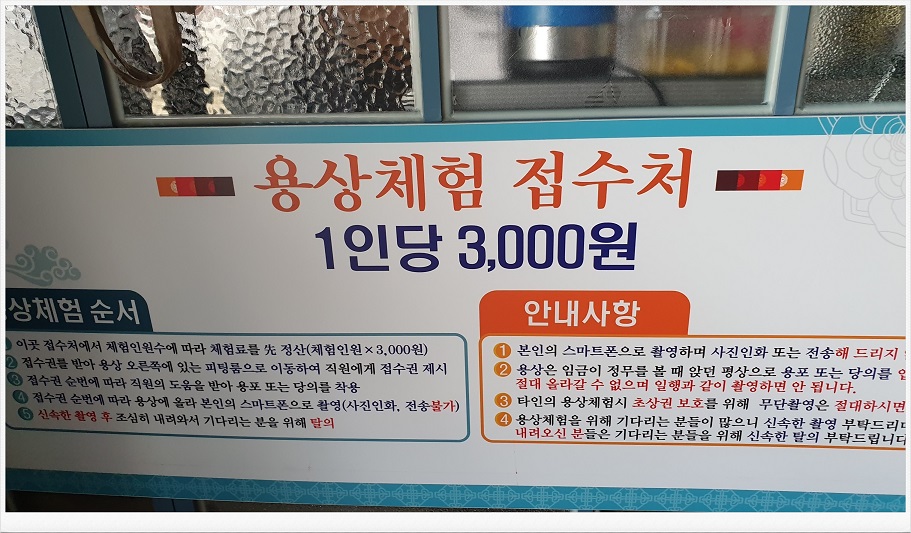 용상체험 접수처
1인당 3,000원
상체험 순서
이곳 접수처에서 체험인원수에 따라 체험료를 先 정산(체험인원×3,000원)
2 접수권를 받아 용상 오른쪽에 있는 피팅룸으로 이동하여 직원에게 접수권 제시
3 접수권 순번에 따라 직원의 도움을 받아 용포 또는 당의를 착용
4 접수권 순번에 따라 용상에 올라 본인의 스마트폰으로 촬영(사진인화, 전송불가)
5 신속한 촬영 후 조심히 내려와서 기다리는 분을 위해 탈의
안내사항
1 본인의 스마트폰으로 촬영하며 사진인화 또는 전송해 드리지
2 용상은 임금이 정무를 볼 때 앉던 평상으로 용포 또는 당의를
절대 올라갈 수 없으며 일행과 같이 촬영하면 안 됩니다.
3 타인의 용상체험시 초상권 보호를 위해 무단촬영은 절대하시면
4 용상체험을 위해 기다리는 분들이 많으니 신속한 촬영 부탁드리
내려오신 분들은 기다리는 분들을 위해 신속한 탈의 부탁드립니다